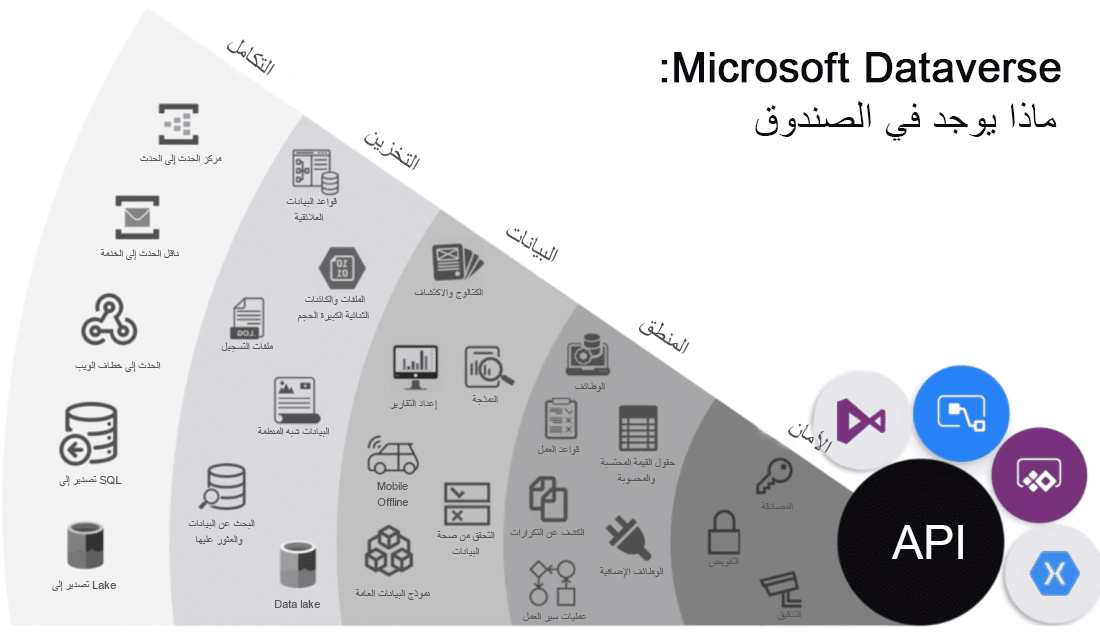 Microsoft Dataverse:
ماذا يوجد في الصندوق
التكامل
مركز الحدث إلى الحدث
ناقل الحدث إلى الخدمة
الحدث إلى خطاف الويب
SQL تصدير إلى
Lake تصدير إلى
التخزين
قواعد البيانات
العلائقية
الملفات والكائنات
الثنائية الكبيرة الحجم
LOG
ملفات التسجيل
البيانات شبه المنظمة
البحث عن البيانات
والعثور عليها
Data lake
البيانات
الكتالوج والاكتشاف
إعداد التقارير
النمذجة
Mobile
Offline
التحقق من صحة
البيانات
نموذج البيانات العامة
المنطق
الوظائف
قواعد العمل
حقول القيمة المحتسبة
والمحسوبة
الكشف عن التكرارات
الوظائف الإضافية
عمليات سير العمل
الأمان
المصادقة
التفويض
التدقيق
API